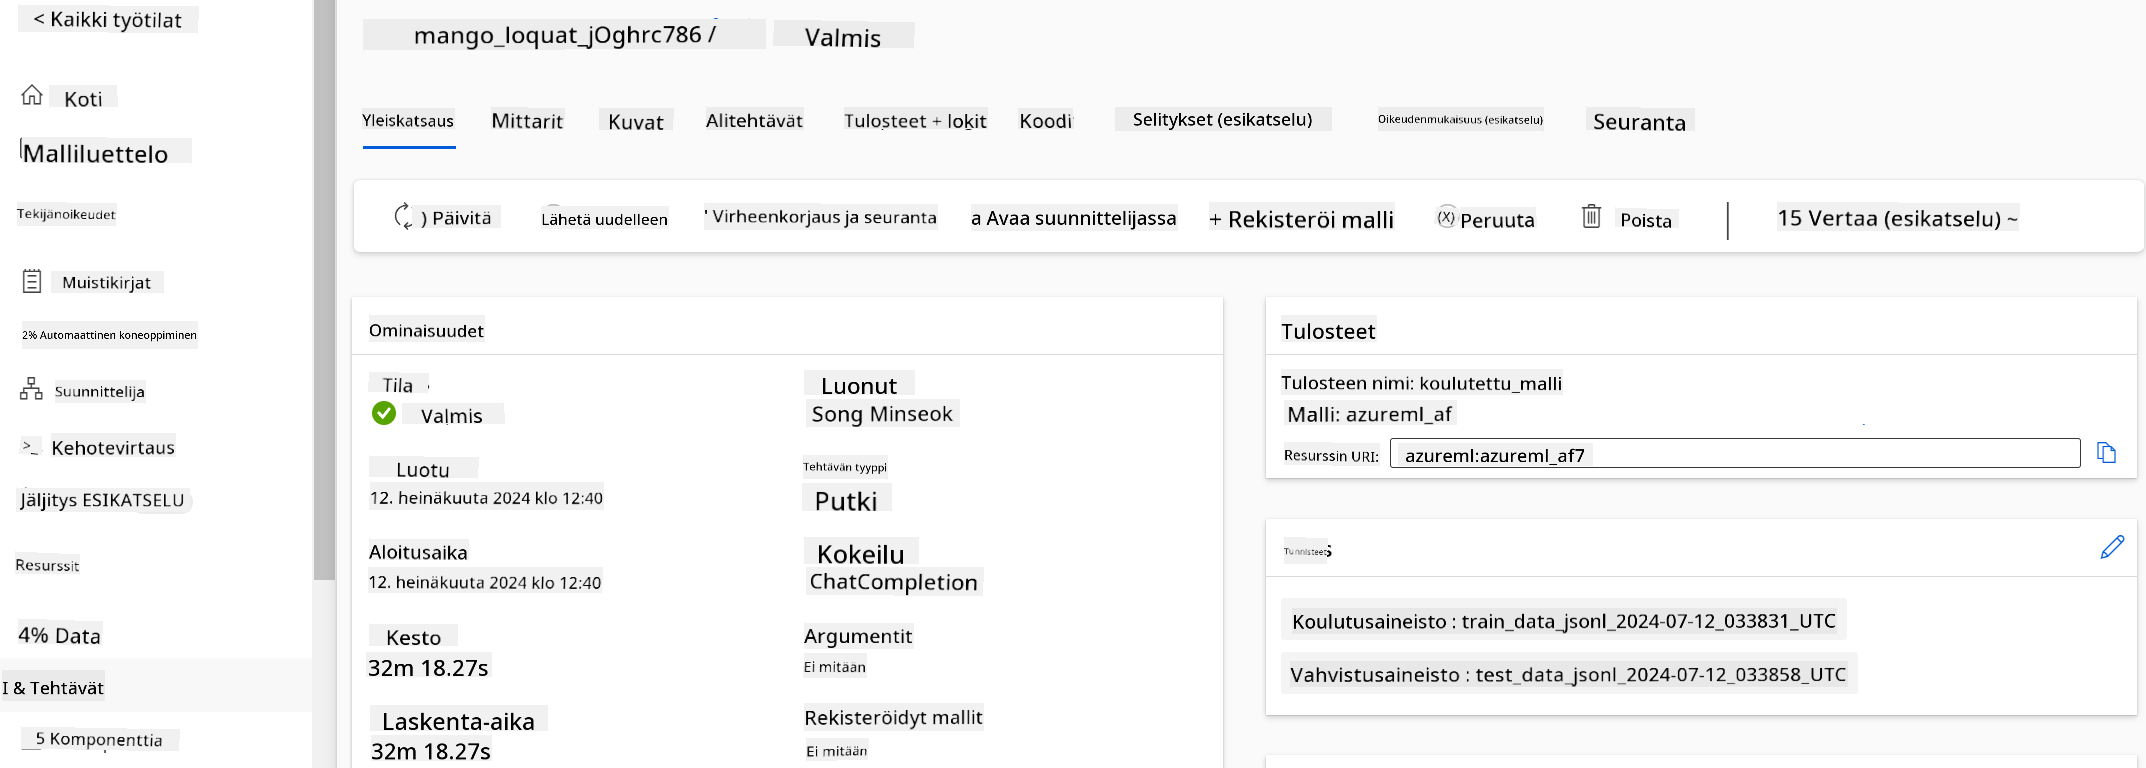 < Kaikki työtilat
Koti
Malliluettelo
Tekijänoikeudet
Muistikirjat
2% Automaattinen koneoppiminen
Suunnittelija
>_ Kehotevirtaus
Jäljitys ESIKATSELU
Resurssit
4% Data
I & Tehtävät
5 Komponenttia
mango_loquat_jOghrc786 / Valmis
Yleiskatsaus Mittarit Kuvat Alitehtävät Tulosteet + lokit Koodi Selitykset (esikatselu) Oikeudenmukaisuus (esikatselu) Seuranta
) Päivitä Lähetä uudelleen ' Virheenkorjaus ja seuranta a Avaa suunnittelijassa + Rekisteröi malli (X) Peruuta Poista 15 Vertaa (esikatselu) ~
Ominaisuudet
Tila
Valmis
Luotu
12. heinäkuuta 2024 klo 12:40
Aloitusaika
12. heinäkuuta 2024 klo 12:40
Kesto
32m 18.27s
Laskenta-aika
32m 18.27s
Luonut
Song Minseok
Tehtävän tyyppi
Putki
Kokeilu
ChatCompletion
Argumentit
Ei mitään
Rekisteröidyt mallit
Ei mitään
Tulosteet
Tulosteen nimi: koulutettu_malli
Malli: azureml_af
Resurssin URI: azureml:azureml_af7
Tunnisteet
Koulutusaineisto : train_data_jsonl_2024-07-12_033831_UTC
Vahvistusaineisto : test_data_jsonl_2024-07-12_033858_UTC